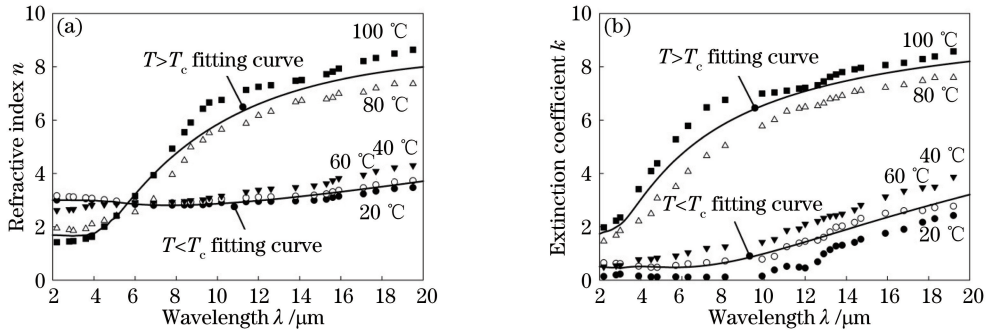 (a)
Refractive index n
10
8
6
4
2
0
100 ℃
T>Tc fitting curve
80 ℃
40 ℃
60 ℃
20 ℃
T<Tc fitting curve
2 4 6 8 10 12 14 16 18 20
Wavelength λ /μm
(b)
Extinction coefficient k
10
8
6
4
2
0
100 ℃
T>Tc fitting curve
80 ℃
40 ℃
60 ℃
T<Tc fitting curve
20 ℃
2 4 6 8 10 12 14 16 18 20
Wavelength λ /μm